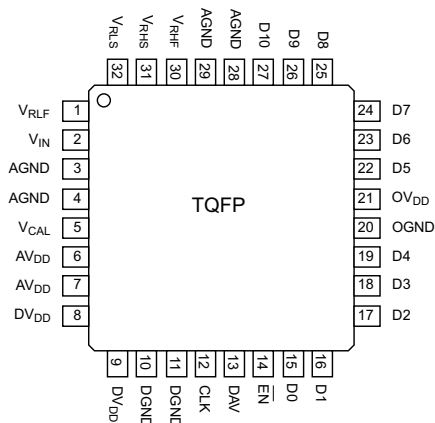 VRLS VRHS VRHF AGND AGND D10 D9 D8
32 31 30 29 28 27 26 25
VRLF 1
VIN 2
AGND 3
AGND 4
VCAL 5
AVDD 6
AVDD 7
DVDD 8
TQFP
24 D7
23 D6
22 D5
21 OVDD
20 OGND
19 D4
18 D3
17 D2
9 10 11 12 13 14 15 16
DVDD DGND DGND CLK DAV E̅N̅ D0 D1